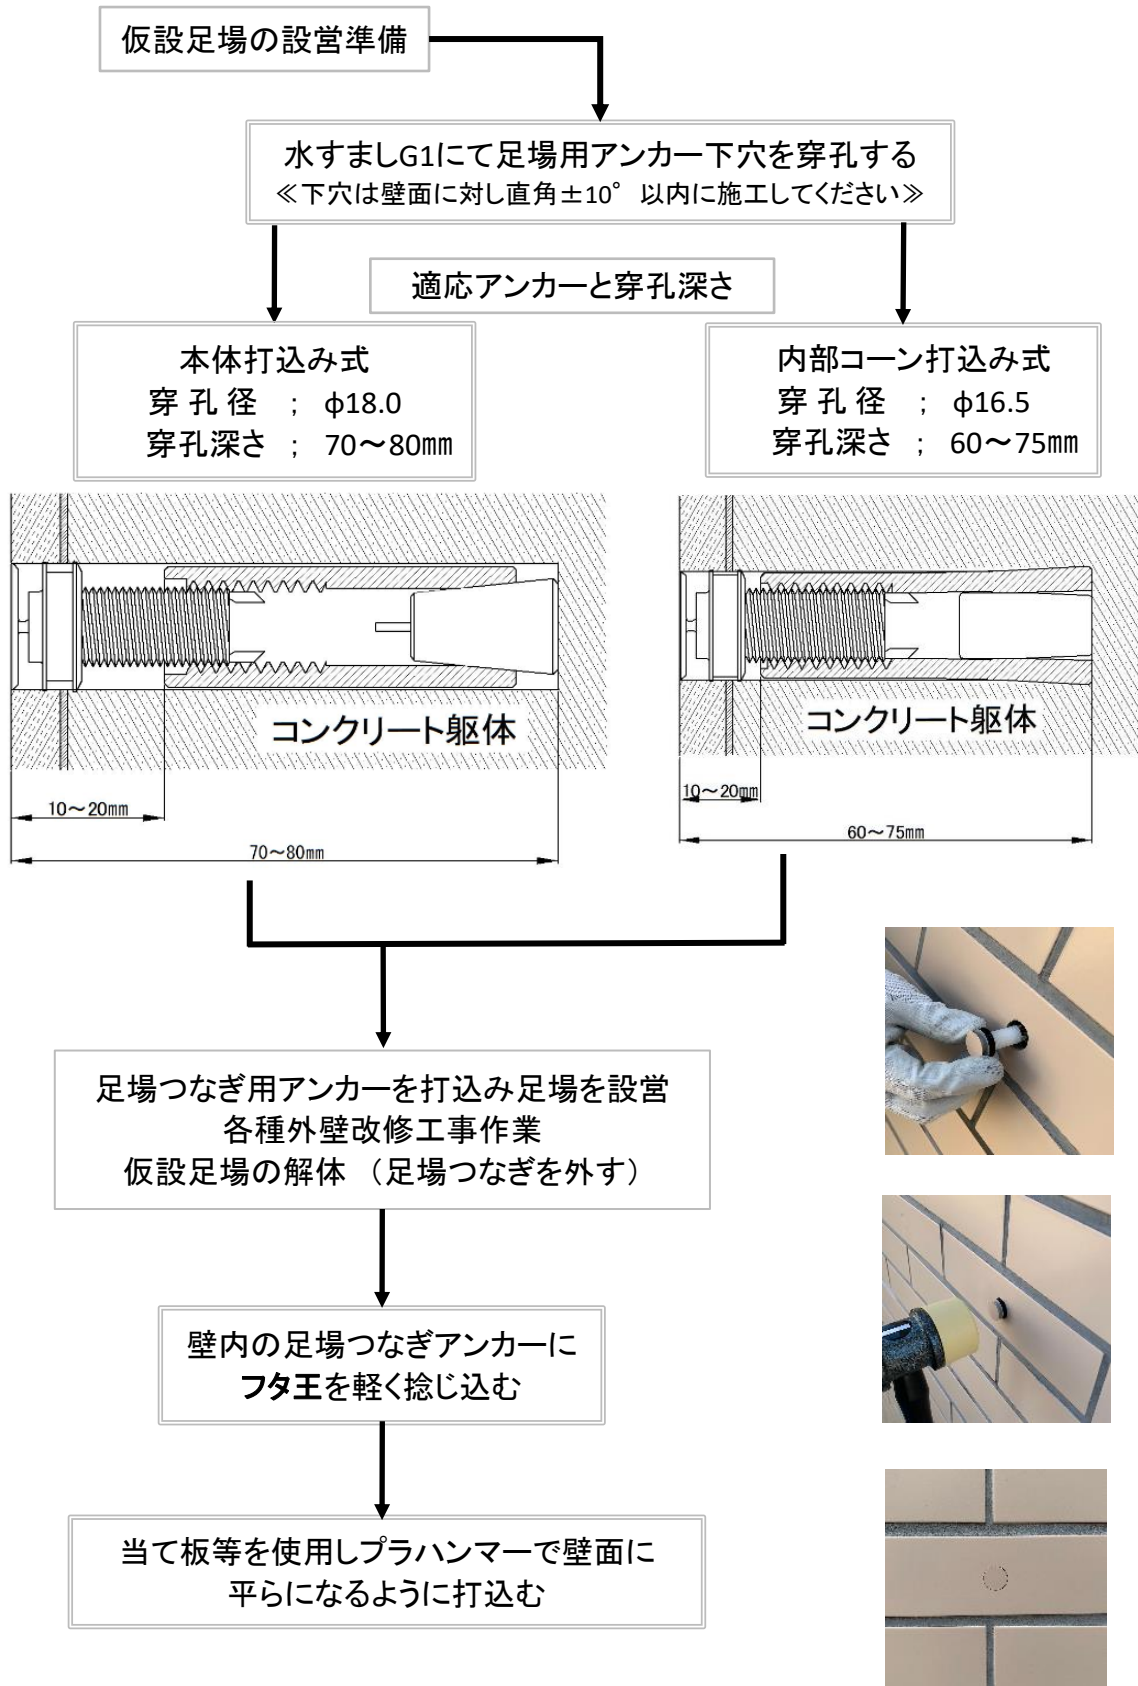 仮設足場の設営準備
水すましG1にて足場用アンカー下穴を穿孔する
≪下穴は壁面に対し直角±10°以内に施工してください≫
適応アンカーと穿孔深さ
本体打込み式
穿 孔 径 ； φ18.0
穿孔深さ ； 70～80㎜
内部コーン打込み式
穿 孔 径 ； φ16.5
穿孔深さ ； 60～75㎜
コンクリート躯体
10～20㎜
70～80㎜
コンクリート躯体
10～20㎜
60～75㎜
足場つなぎ用アンカーを打込み足場を設営
各種外壁改修工事作業
仮設足場の解体 （足場つなぎを外す）
壁内の足場つなぎアンカーに
フタ王を軽く捻じ込む
当て板等を使用しプラハンマーで壁面に
平らになるように打込む